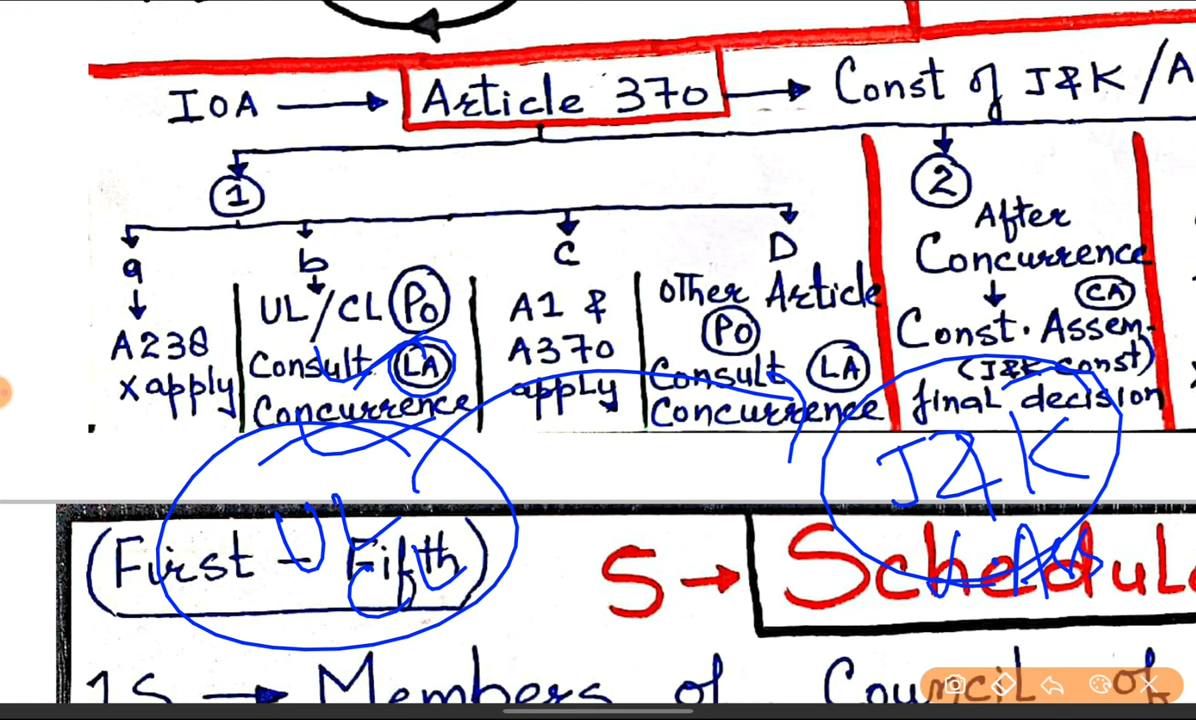 IOA → Article 370 → Const of J&K / A
1
2
a
b
c
D
A238
x apply
UL/CL PO
Consult LA
Concurrence
A1 &
A370
apply
OTher Article
PO
Consult LA
Concurrence
After
Concurrence
CA
Const. Assem-
(J&K const)
final decision
J&K
UL
CL
LA
(First - Fifth)
S → Schedule
1S → Members of Council of